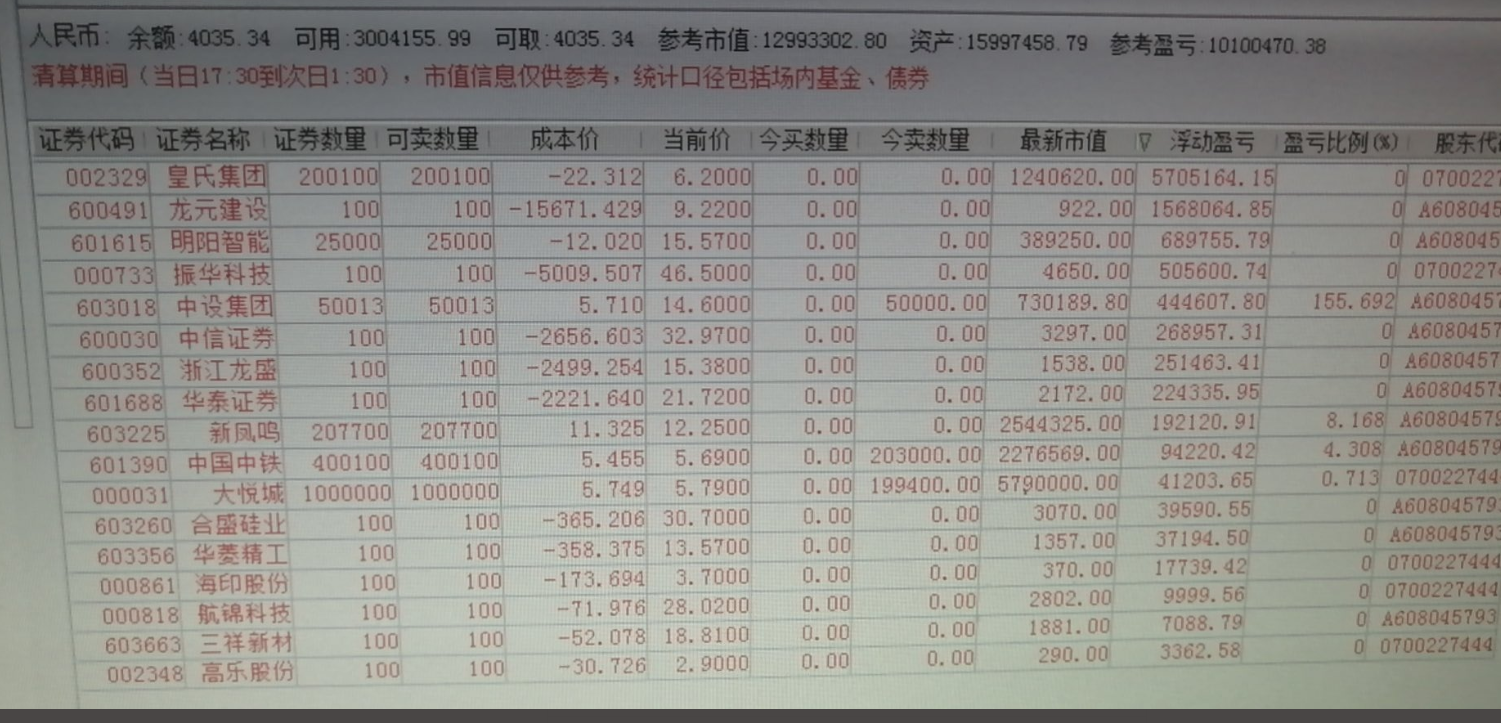 人民币: 余额:4035.34 可用:3004155.99 可取:4035.34 参考市值:12993302.80 资产:15997458.79 参考盈亏:10100470.38
清算期间（当日17:30到次日1:30），市值信息仅供参考，统计口径包括场内基金、债券
证券代码 证券名称 证券数量 可卖数量 成本价 当前价 今买数量 今卖数量 最新市值 ▽ 浮动盈亏 盈亏比例(%) 股东代
002329 皇氏集团 200100 200100 -22.312 6.2000 0.00 0.00 1240620.00 5705164.15 0 0700227
600491 龙元建设 100 100 -15671.429 9.2200 0.00 0.00 922.00 1568064.85 0 A608045
601615 明阳智能 25000 25000 -12.020 15.5700 0.00 0.00 389250.00 689755.79 0 A608045
000733 振华科技 100 100 -5009.507 46.5000 0.00 0.00 4650.00 505600.74 0 0700227
603018 中设集团 50013 50013 5.710 14.6000 0.00 50000.00 730189.80 444607.80 155.692 A6080457
600030 中信证券 100 100 -2656.603 32.9700 0.00 0.00 3297.00 268957.31 0 A6080457
600352 浙江龙盛 100 100 -2499.254 15.3800 0.00 0.00 1538.00 251463.41 0 A6080457
601688 华泰证券 100 100 -2221.640 21.7200 0.00 0.00 2172.00 224335.95 0 A6080457
603225 新凤鸣 207700 207700 11.325 12.2500 0.00 0.00 2544325.00 192120.91 8.168 A60804579
601390 中国中铁 400100 400100 5.455 5.6900 0.00 203000.00 2276569.00 94220.42 4.308 A60804579
000031 大悦城 1000000 1000000 5.749 5.7900 0.00 199400.00 5790000.00 41203.65 0.713 070022744
603260 合盛硅业 100 100 -365.206 30.7000 0.00 0.00 3070.00 39590.55 0 A60804579
603356 华菱精工 100 100 -358.375 13.5700 0.00 0.00 1357.00 37194.50 0 A608045793
000861 海印股份 100 100 -173.694 3.7000 0.00 0.00 370.00 17739.42 0 0700227444
000818 航锦科技 100 100 -71.976 28.0200 0.00 0.00 2802.00 9999.56 0 0700227444
603663 三祥新材 100 100 -52.078 18.8100 0.00 0.00 1881.00 7088.79 0 A608045793
002348 高乐股份 100 100 -30.726 2.9000 0.00 0.00 290.00 3362.58 0 0700227444